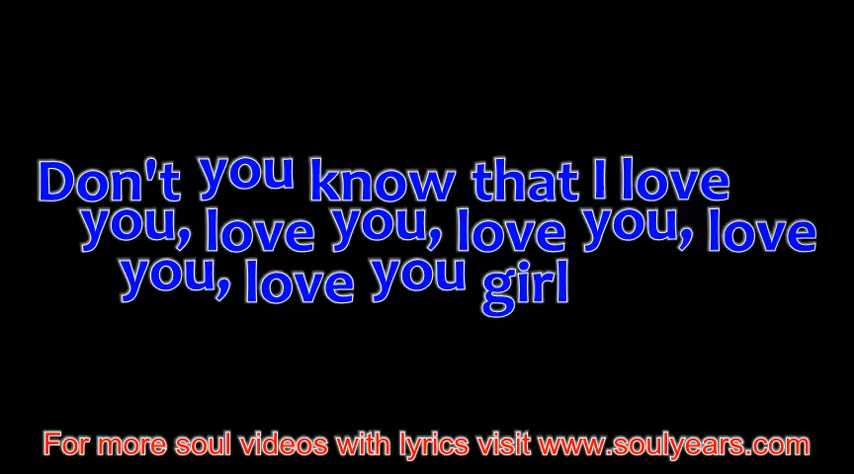 Don't you know that I love
you, love you, love you, love
you, love you girl
For more soul videos with lyrics visit www.soulyears.com